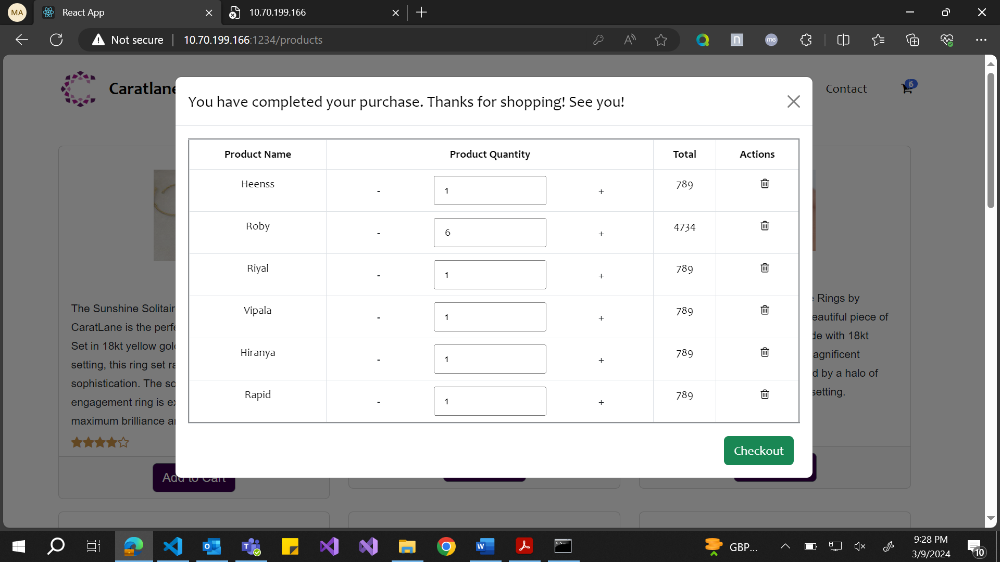 MA
React App
10.70.199.166
Not secure
10.70.199.166:1234/products
n
me
Caratlane
Contact
6
You have completed your purchase. Thanks for shopping! See you!
Product Name Product Quantity Total Actions
Heenss - 1 + 789
Roby - 6 + 4734
Riyal - 1 + 789
Vipala - 1 + 789
Hiranya - 1 + 789
Rapid - 1 + 789
Checkout
The Sunshine Solitair
CaratLane is the perfe
Set in 18kt yellow gol
setting, this ring set ra
sophistication. The so
engagement ring is ex
maximum brilliance a
Add to Cart
Rings by
eautiful piece of
de with 18kt
agnificent
d by a halo of
setting.
GBP...
9:28 PM
3/9/2024
10